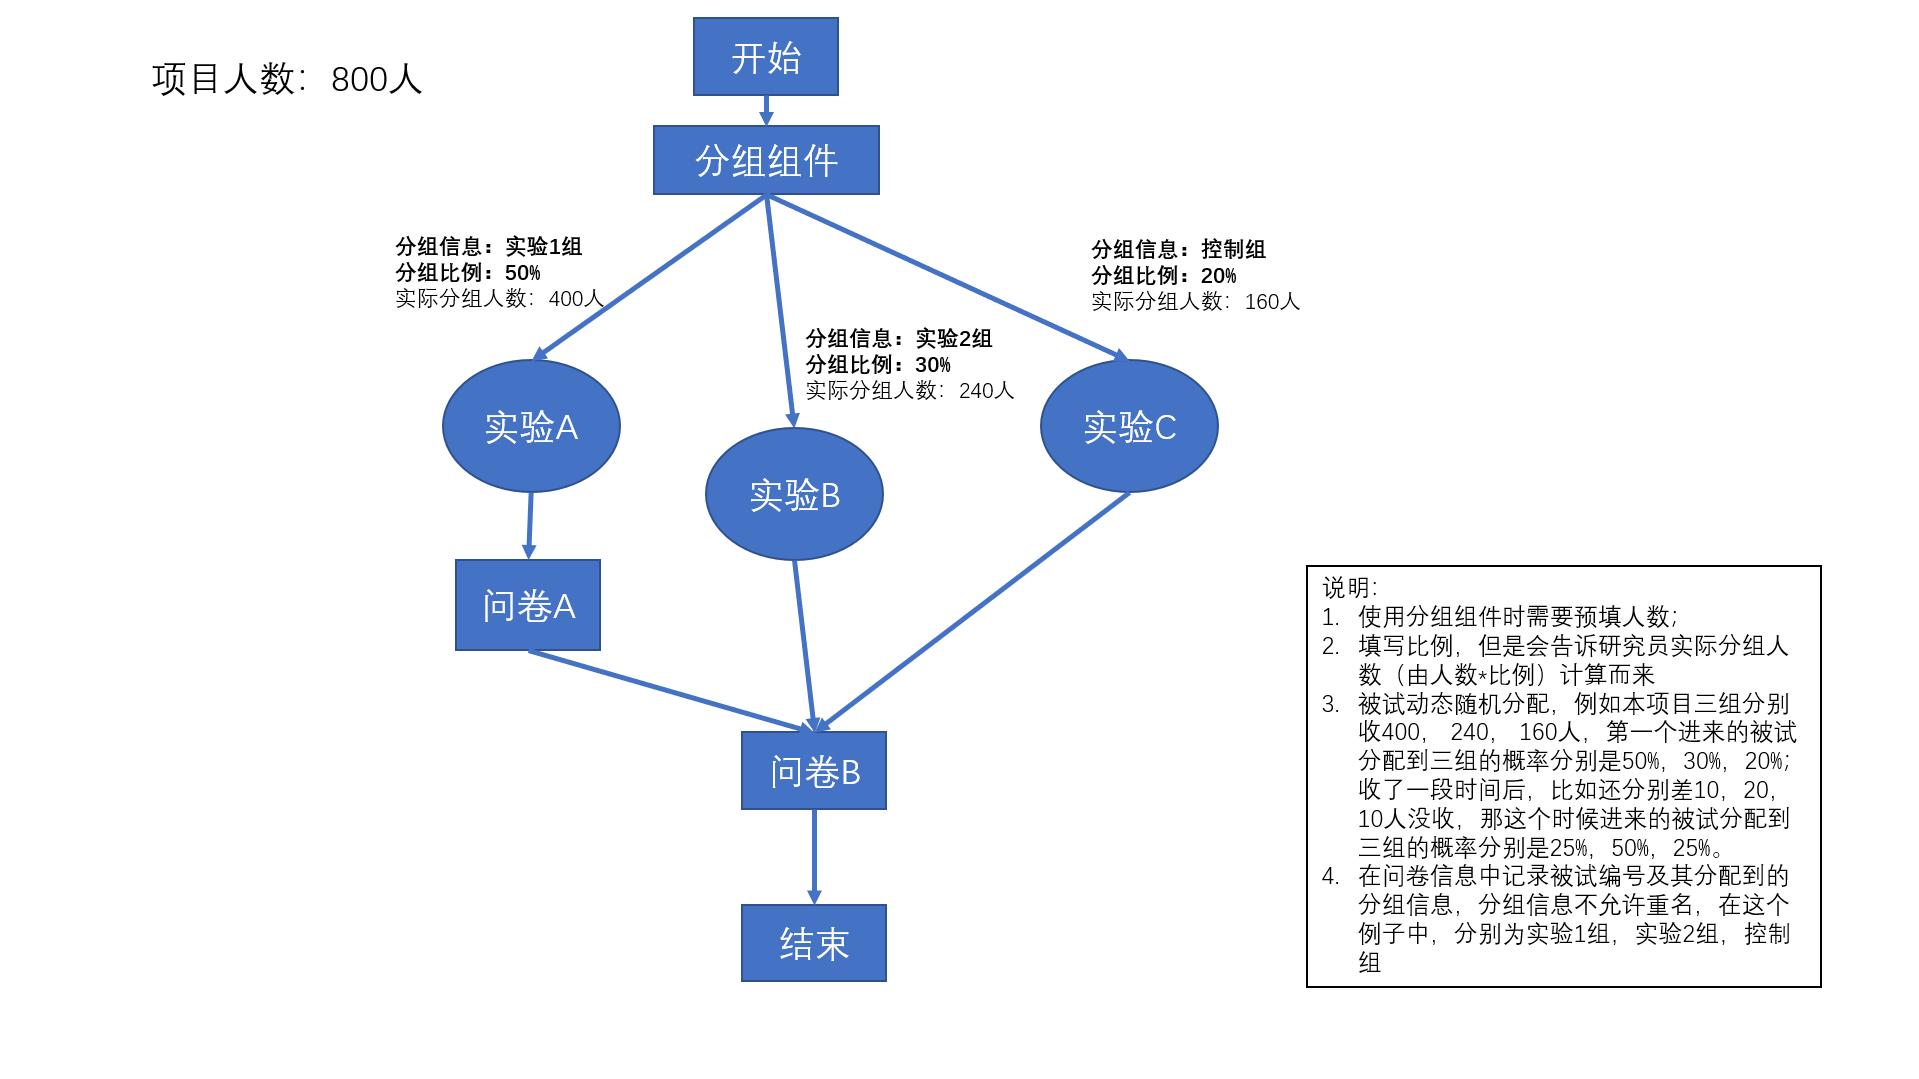 项目人数：800人
开始
分组组件
分组信息：实验1组
分组比例：50%
实际分组人数：400人
分组信息：控制组
分组比例：20%
实际分组人数：160人
分组信息：实验2组
分组比例：30%
实际分组人数：240人
实验A
实验B
实验C
问卷A
问卷B
结束
说明：
1. 使用分组组件时需要预填人数；
2. 填写比例，但是会告诉研究员实际分组人
数（由人数*比例）计算而来
3. 被试动态随机分配，例如本项目三组分别
收400， 240， 160人，第一个进来的被试
分配到三组的概率分别是50%，30%，20%；
收了一段时间后，比如还分别差10，20，
10人没收，那这个时候进来的被试分配到
三组的概率分别是25%，50%，25%。
4. 在问卷信息中记录被试编号及其分配到的
分组信息，分组信息不允许重名，在这个
例子中，分别为实验1组，实验2组，控制
组